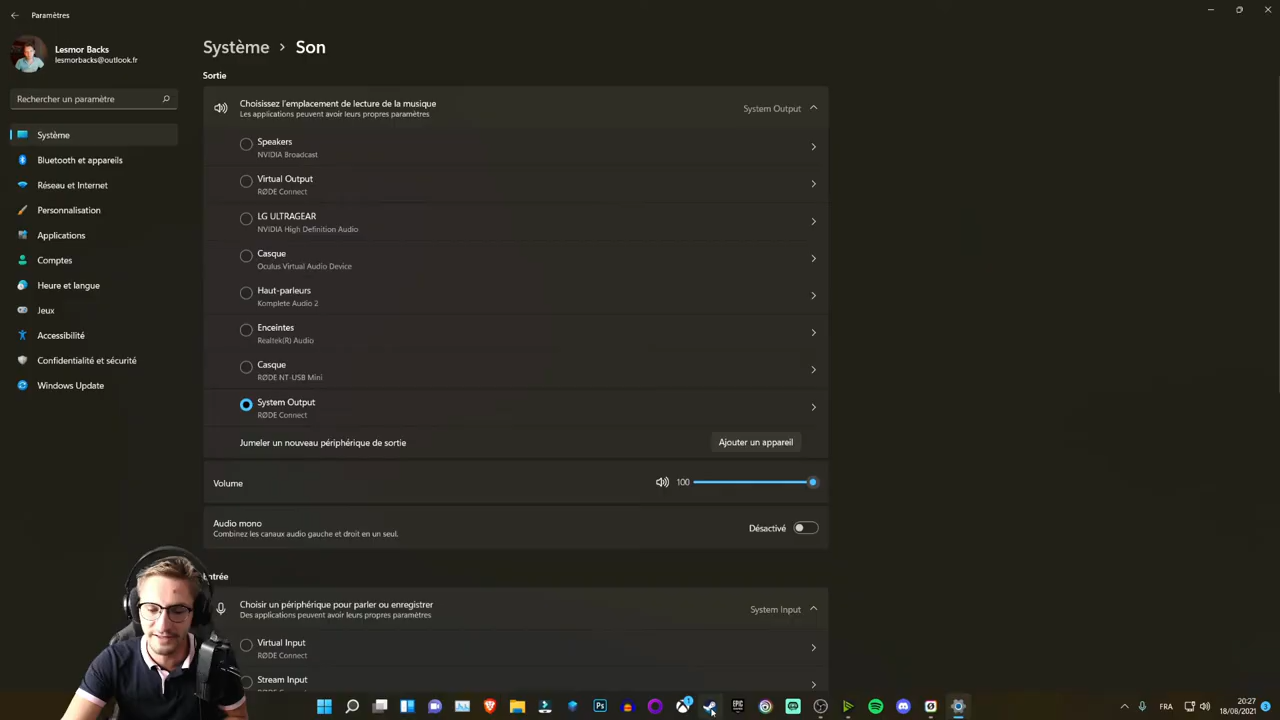 Paramètres
Lesmor Backs
lesmorbacks@outlook.fr
Rechercher un paramètre
Système
Bluetooth et appareils
Réseau et Internet
Personnalisation
Applications
Comptes
Heure et langue
Jeux
Accessibilité
Confidentialité et sécurité
Windows Update
Système > Son
Sortie
Choisissez l'emplacement de lecture de la musique
Les applications peuvent avoir leurs propres paramètres
System Output
Speakers
NVIDIA Broadcast
Virtual Output
RØDE Connect
LG ULTRAGEAR
NVIDIA High Definition Audio
Casque
Oculus Virtual Audio Device
Haut-parleurs
Komplete Audio 2
Enceintes
Realtek(R) Audio
Casque
RØDE NT-USB Mini
System Output
RØDE Connect
Jumeler un nouveau périphérique de sortie
Ajouter un appareil
Volume
100
Audio mono
Combinez les canaux audio gauche et droit en un seul.
Désactivé
Entrée
Choisir un périphérique pour parler ou enregistrer
Des applications peuvent avoir leurs propres paramètres
System Input
Virtual Input
RØDE Connect
Stream Input
RØDE Connect
Ps
EPIC
FRA
20:27
18/08/2021